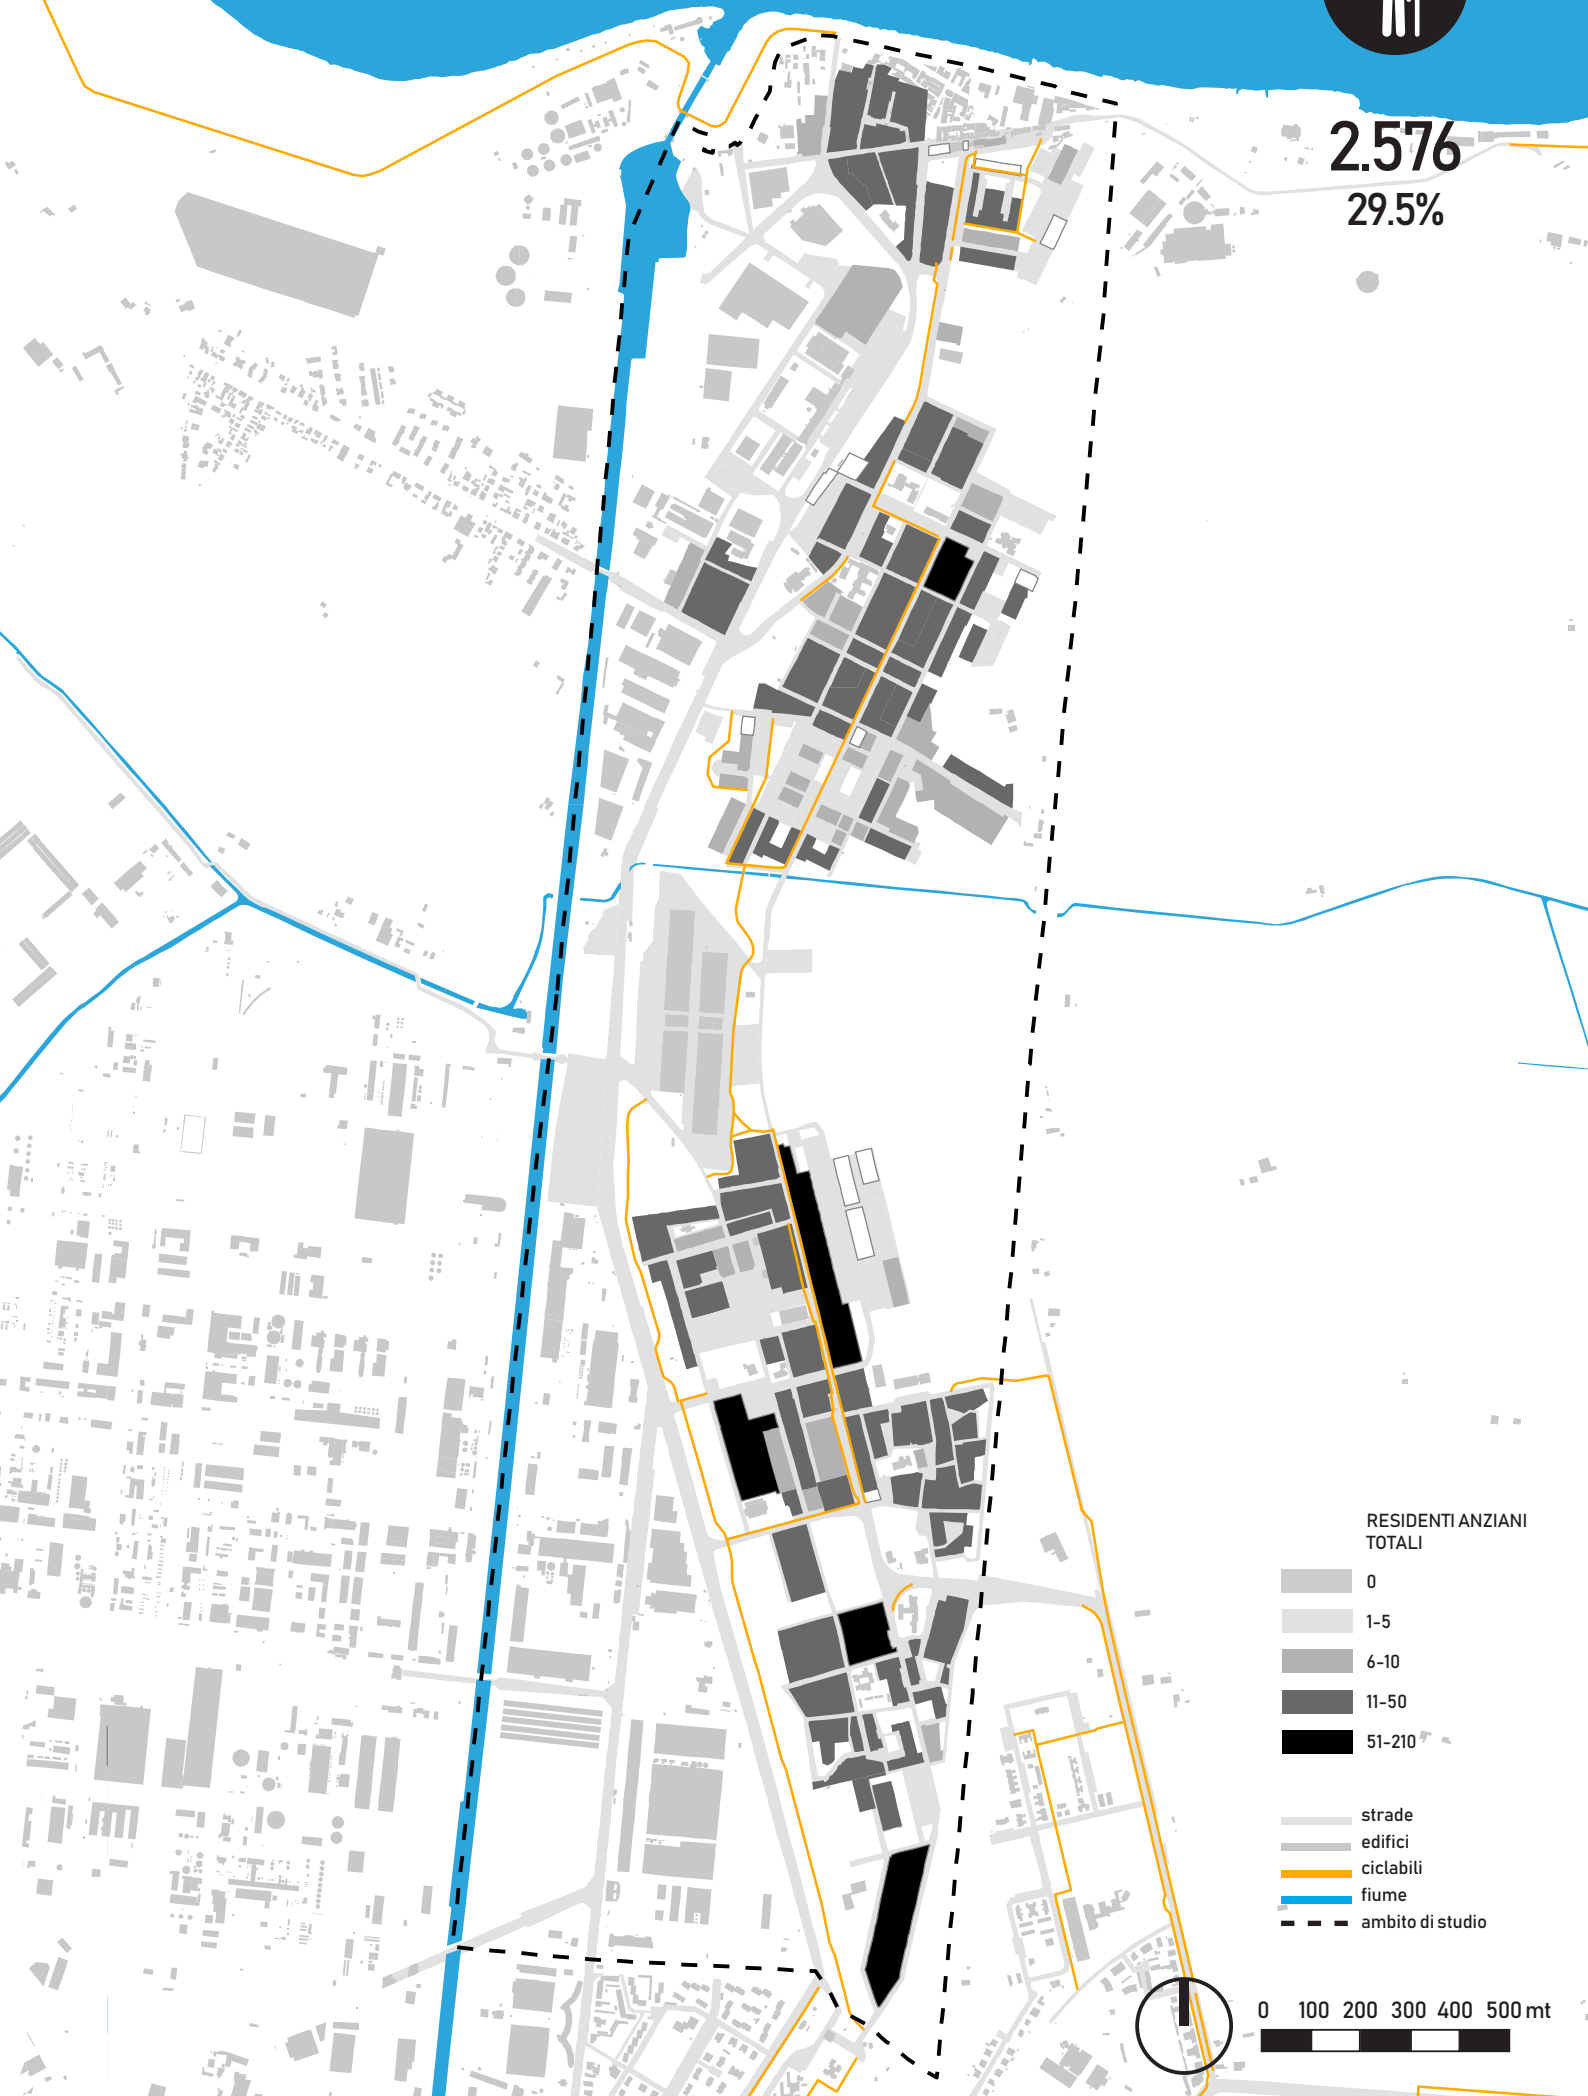 2.576
29.5%
RESIDENTI ANZIANI
TOTALI
0
1-5
6-10
11-50
51-210
strade
edifici
ciclabili
fiume
ambito di studio
0 100 200 300 400 500 mt